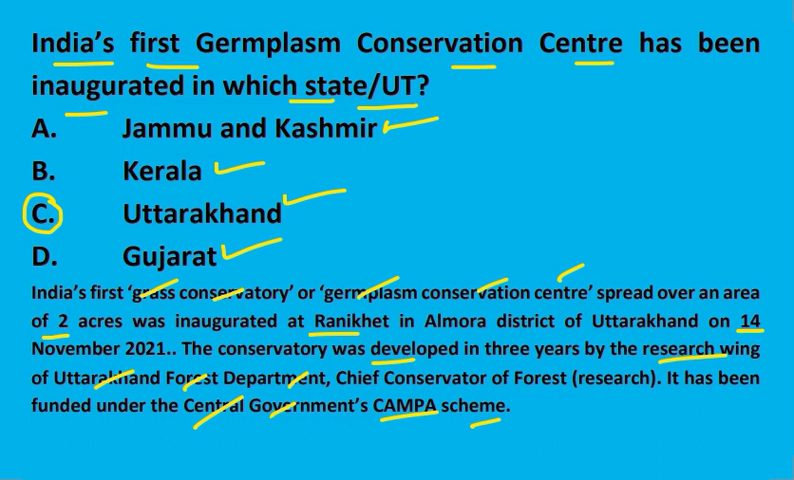 India's first Germplasm Conservation Centre has been
inaugurated in which state/UT?
A. Jammu and Kashmir
B. Kerala
C. Uttarakhand
D. Gujarat
India's first 'grass conservatory' or 'germplasm conservation centre' spread over an area
of 2 acres was inaugurated at Ranikhet in Almora district of Uttarakhand on 14
November 2021.. The conservatory was developed in three years by the research wing
of Uttarakhand Forest Department, Chief Conservator of Forest (research). It has been
funded under the Central Government's CAMPA scheme.